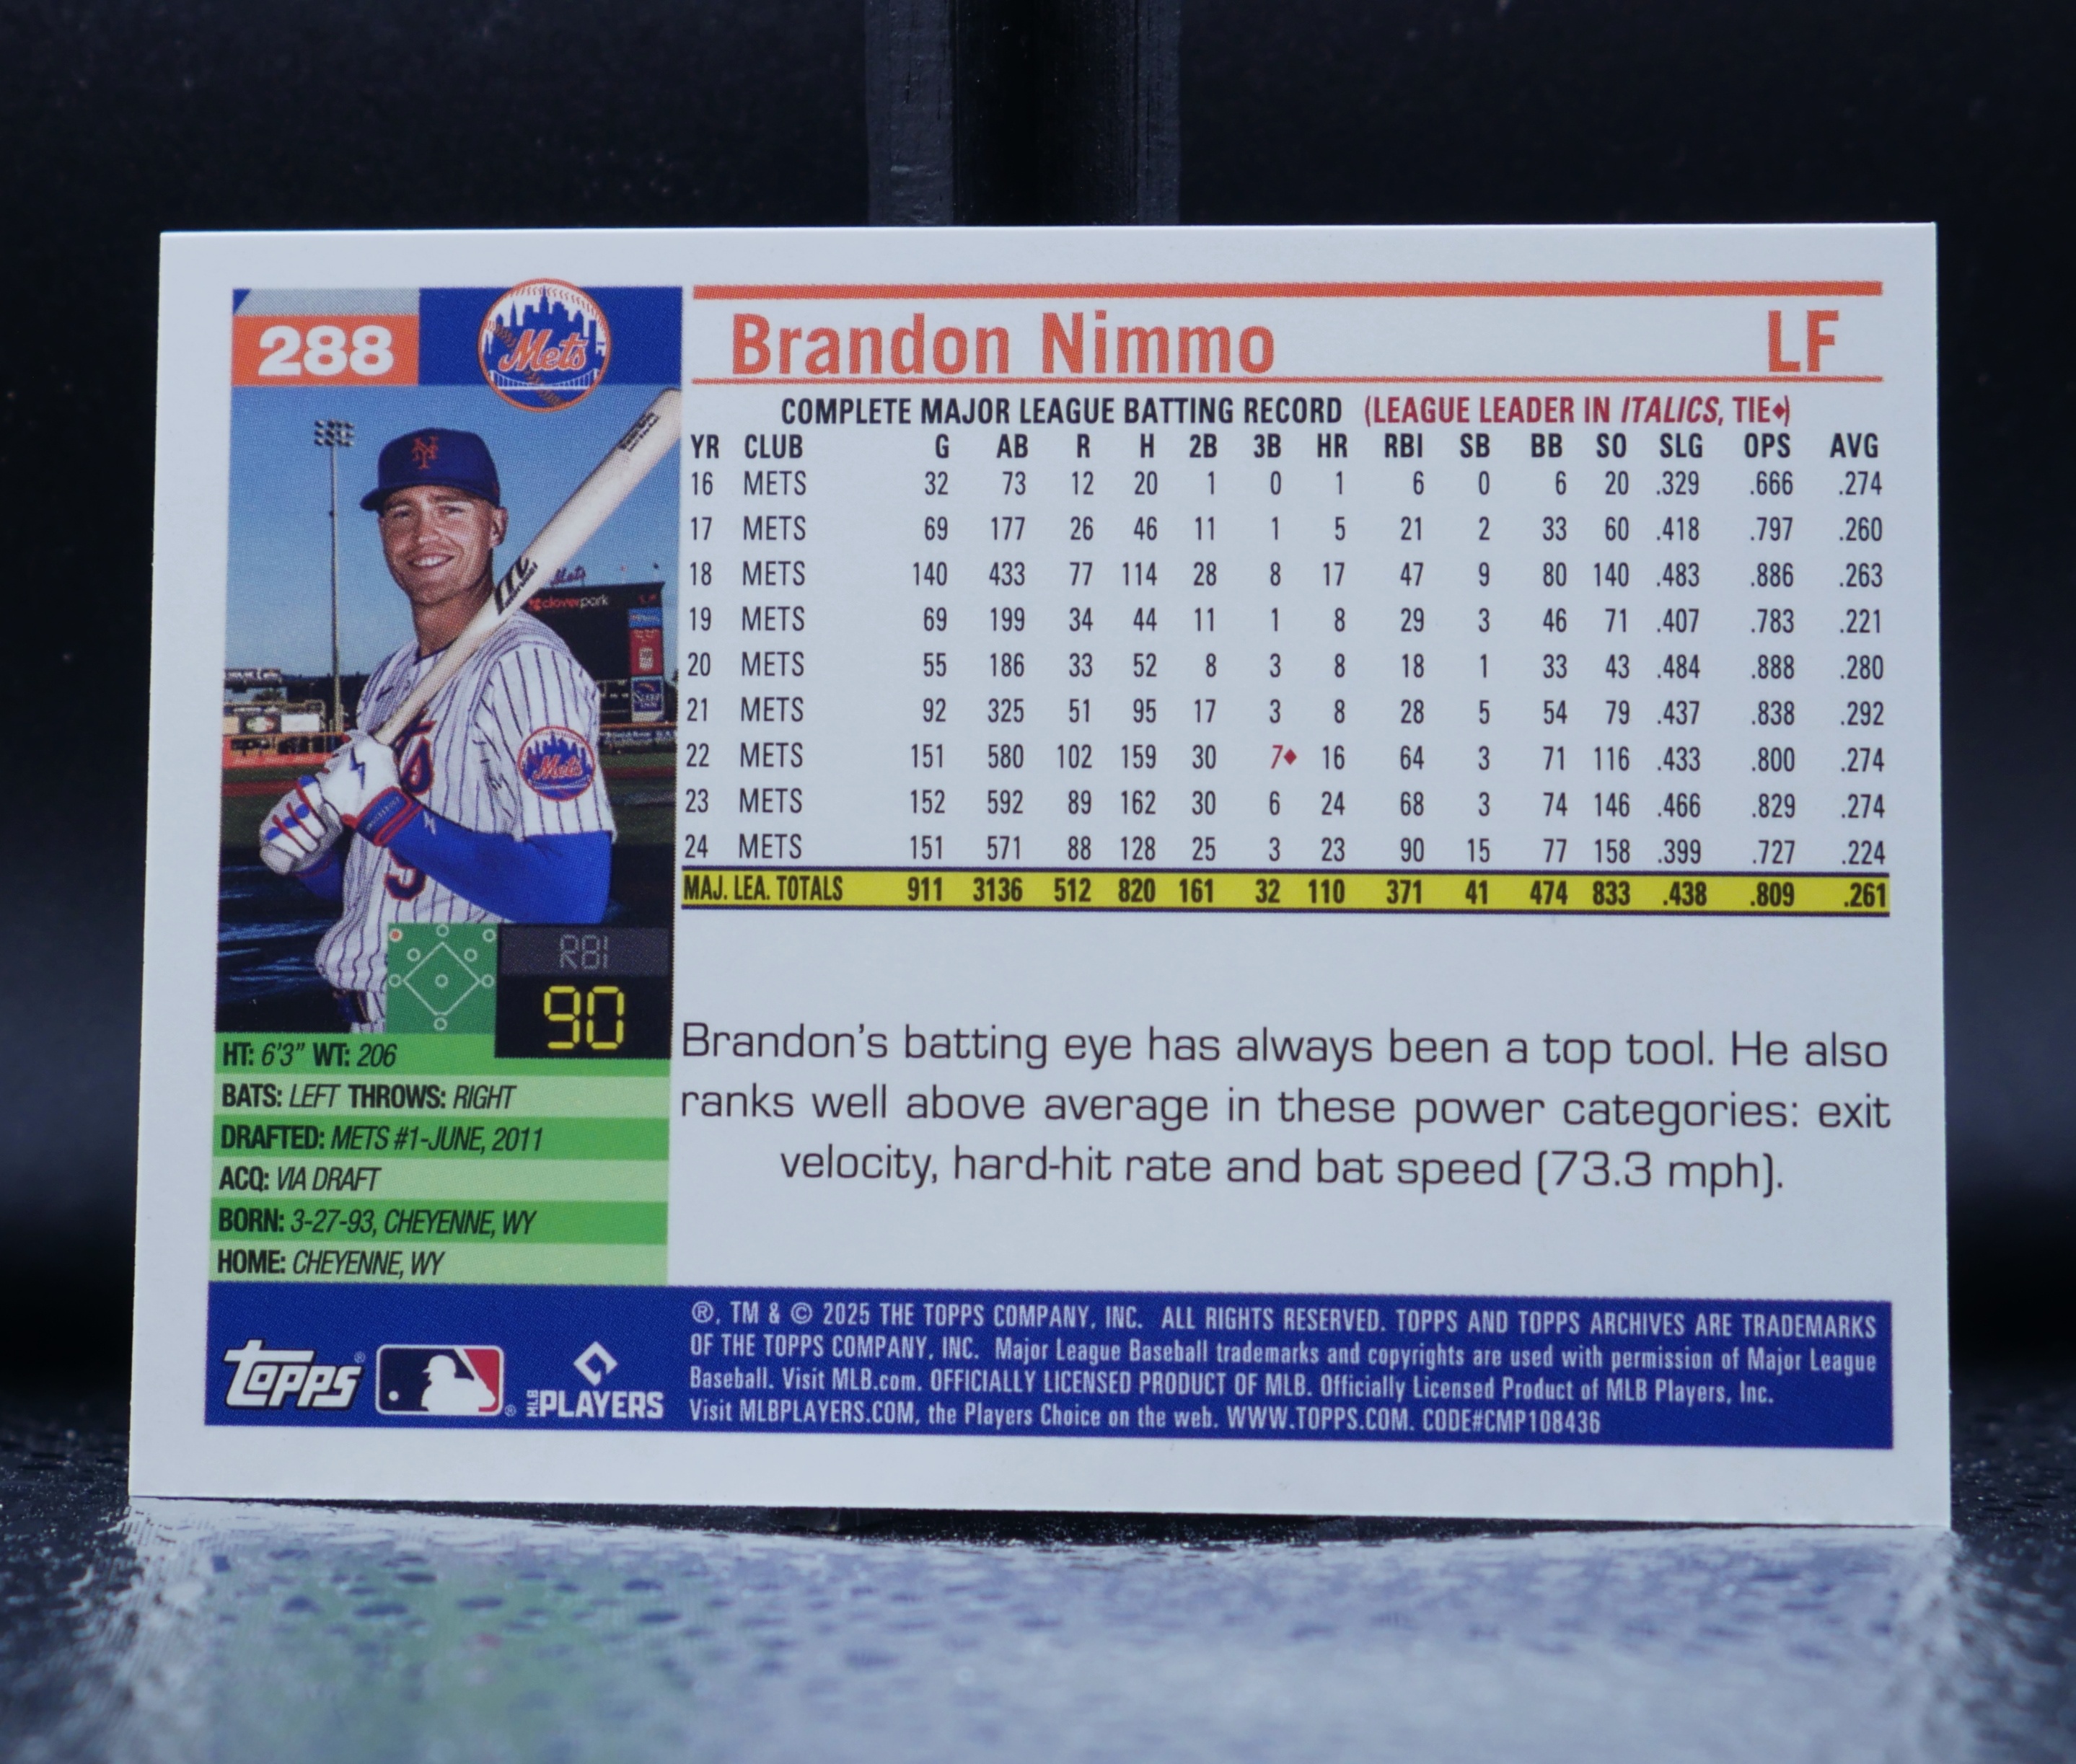 288
Mets
Brandon Nimmo LF
COMPLETE MAJOR LEAGUE BATTING RECORD (LEAGUE LEADER IN ITALICS, TIE♦)
YR CLUB G AB R H 2B 3B HR RBI SB BB SO SLG OPS AVG
16 METS 32 73 12 20 1 0 1 6 0 6 20 .329 .666 .274
17 METS 69 177 26 46 11 1 5 21 2 33 60 .418 .797 .260
18 METS 140 433 77 114 28 8 17 47 9 80 140 .483 .886 .263
19 METS 69 199 34 44 11 1 8 29 3 46 71 .407 .783 .221
20 METS 55 186 33 52 8 3 8 18 1 33 43 .484 .888 .280
21 METS 92 325 51 95 17 3 8 28 5 54 79 .437 .838 .292
22 METS 151 580 102 159 30 7♦ 16 64 3 71 116 .433 .800 .274
23 METS 152 592 89 162 30 6 24 68 3 74 146 .466 .829 .274
24 METS 151 571 88 128 25 3 23 90 15 77 158 .399 .727 .224
MAJ. LEA. TOTALS 911 3136 512 820 161 32 110 371 41 474 833 .438 .809 .261
NY
Mets
cloverpark
Mets
RBI
90
HT: 6'3" WT: 206
BATS: LEFT THROWS: RIGHT
DRAFTED: METS #1-JUNE, 2011
ACQ: VIA DRAFT
BORN: 3-27-93, CHEYENNE, WY
HOME: CHEYENNE, WY
Brandon's batting eye has always been a top tool. He also
ranks well above average in these power categories: exit
velocity, hard-hit rate and bat speed (73.3 mph).
topps®
®
MLB PLAYERS
®, TM & © 2025 THE TOPPS COMPANY, INC. ALL RIGHTS RESERVED. TOPPS AND TOPPS ARCHIVES ARE TRADEMARKS
OF THE TOPPS COMPANY, INC. Major League Baseball trademarks and copyrights are used with permission of Major League
Baseball. Visit MLB.com. OFFICIALLY LICENSED PRODUCT OF MLB. Officially Licensed Product of MLB Players, Inc.
Visit MLBPLAYERS.COM, the Players Choice on the web. WWW.TOPPS.COM. CODE#CMP108436